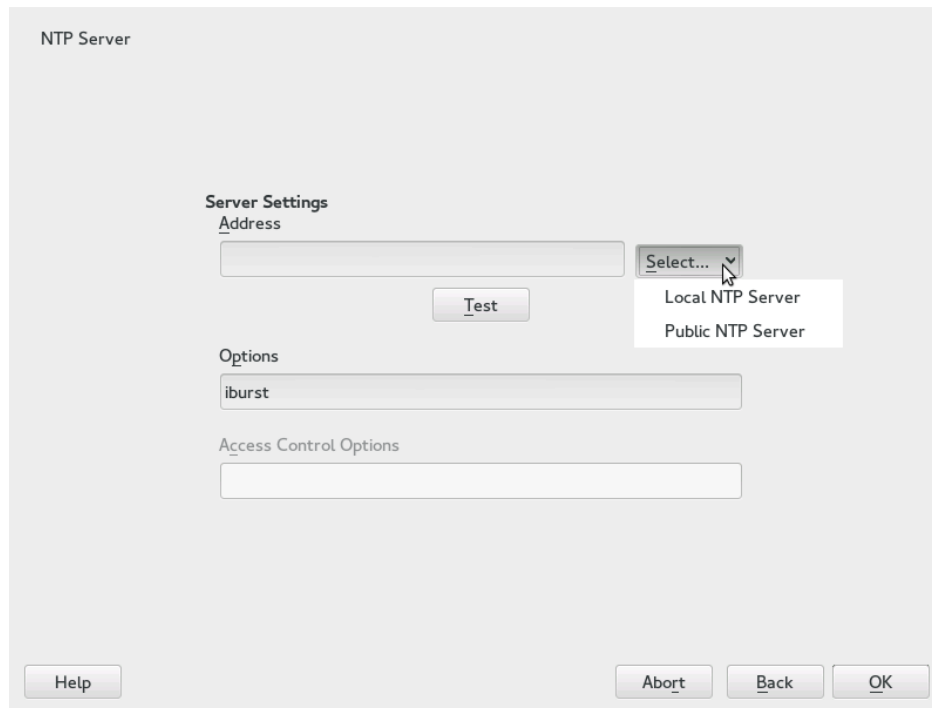 NTP Server
Server Settings
Address
Select...
Local NTP Server
Public NTP Server
Test
Options
iburst
Access Control Options
Help
Abort
Back
OK